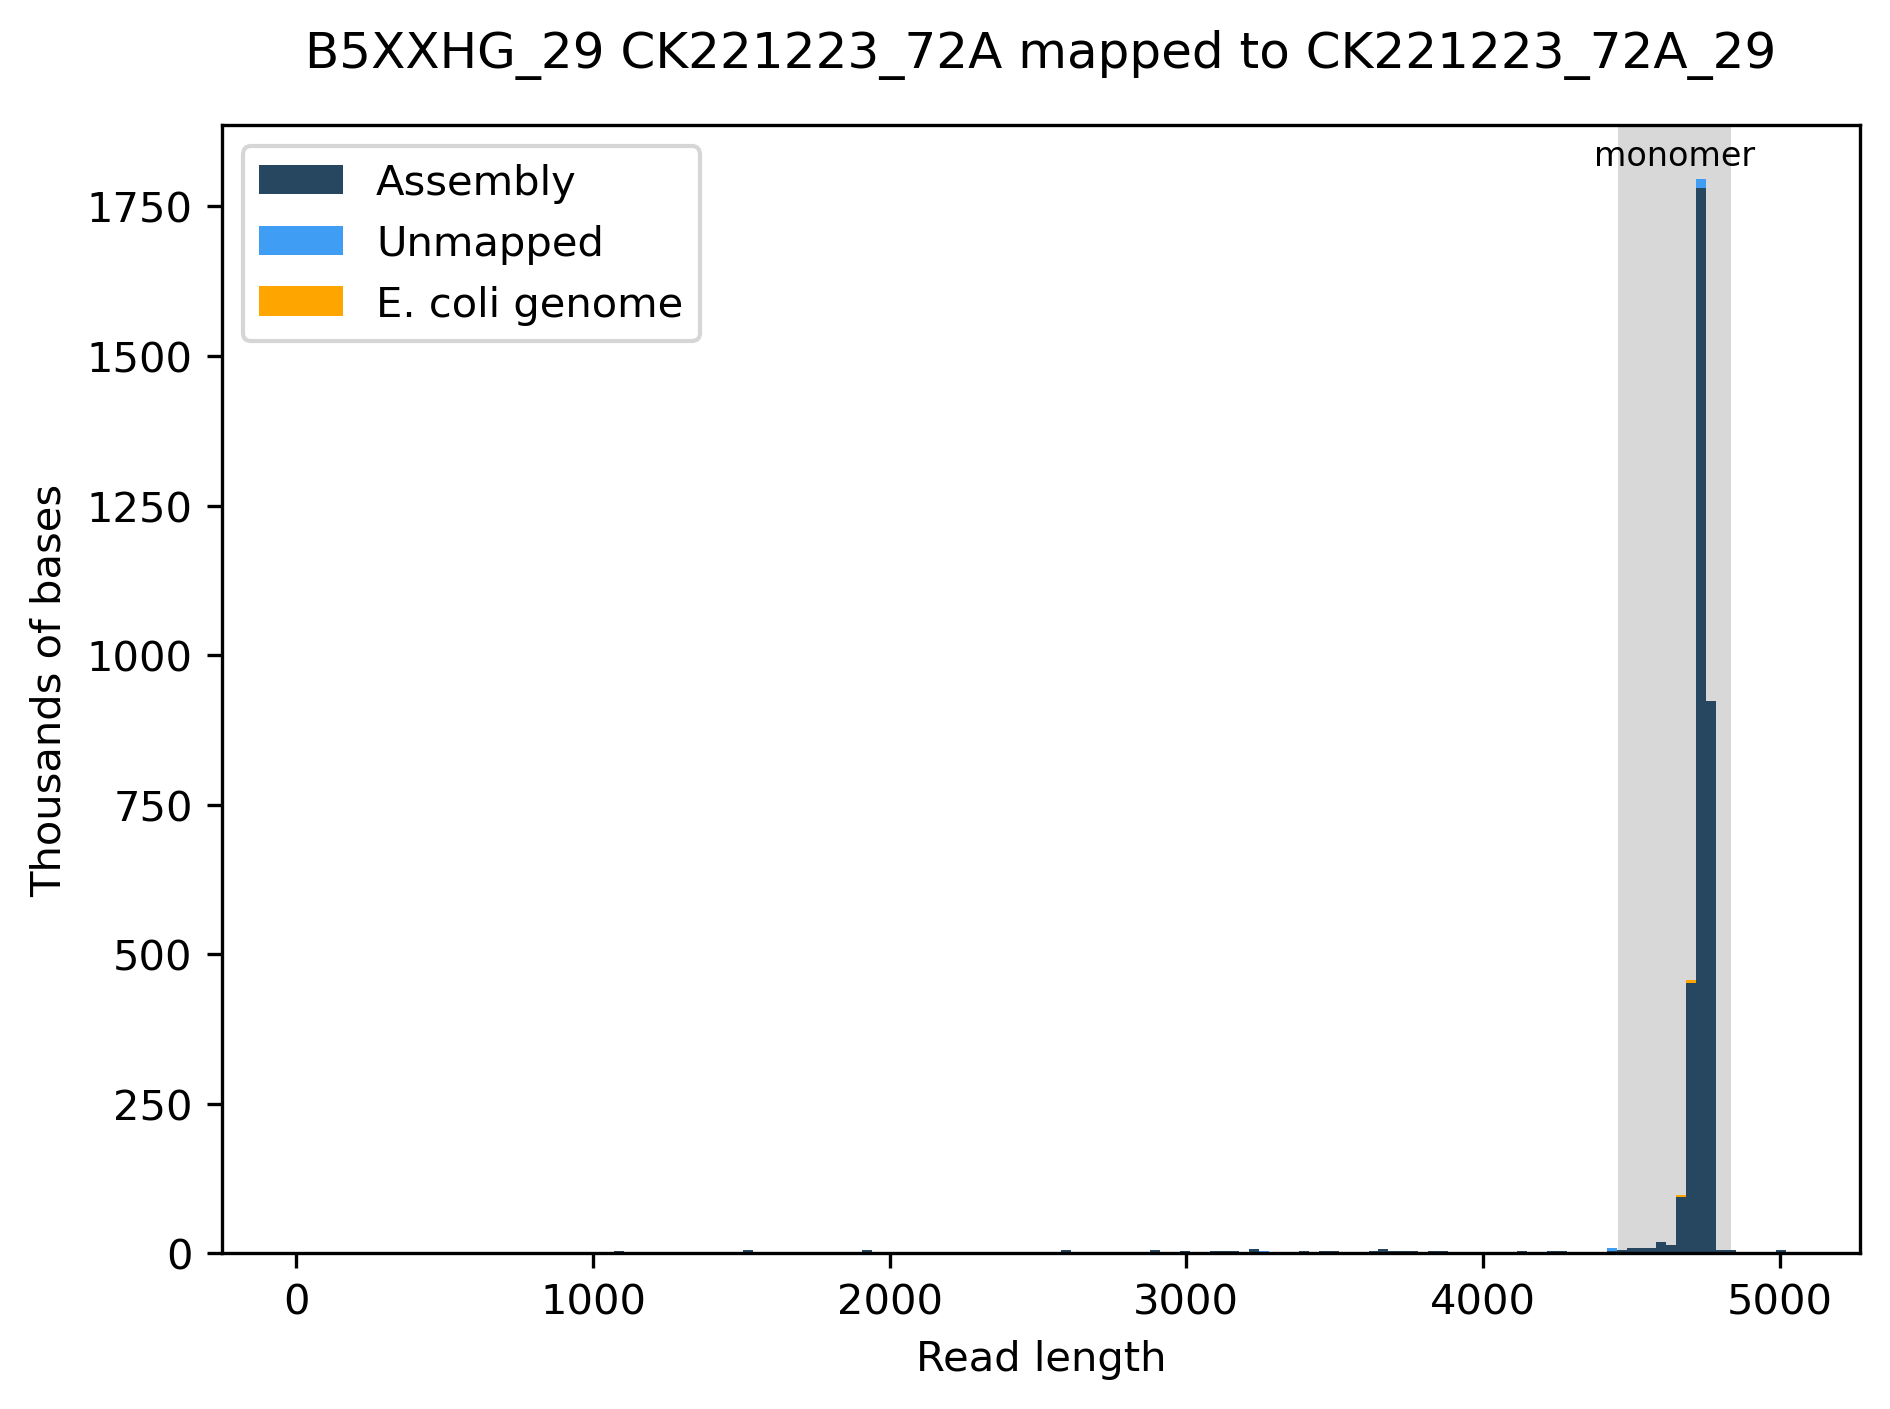 B5XXHG_29 CK221223_72A mapped to CK221223_72A_29
Assembly
Unmapped
E. coli genome
monomer
1750
1500
1250
1000
750
500
250
0
Thousands of bases
0 1000 2000 3000 4000 5000
Read length